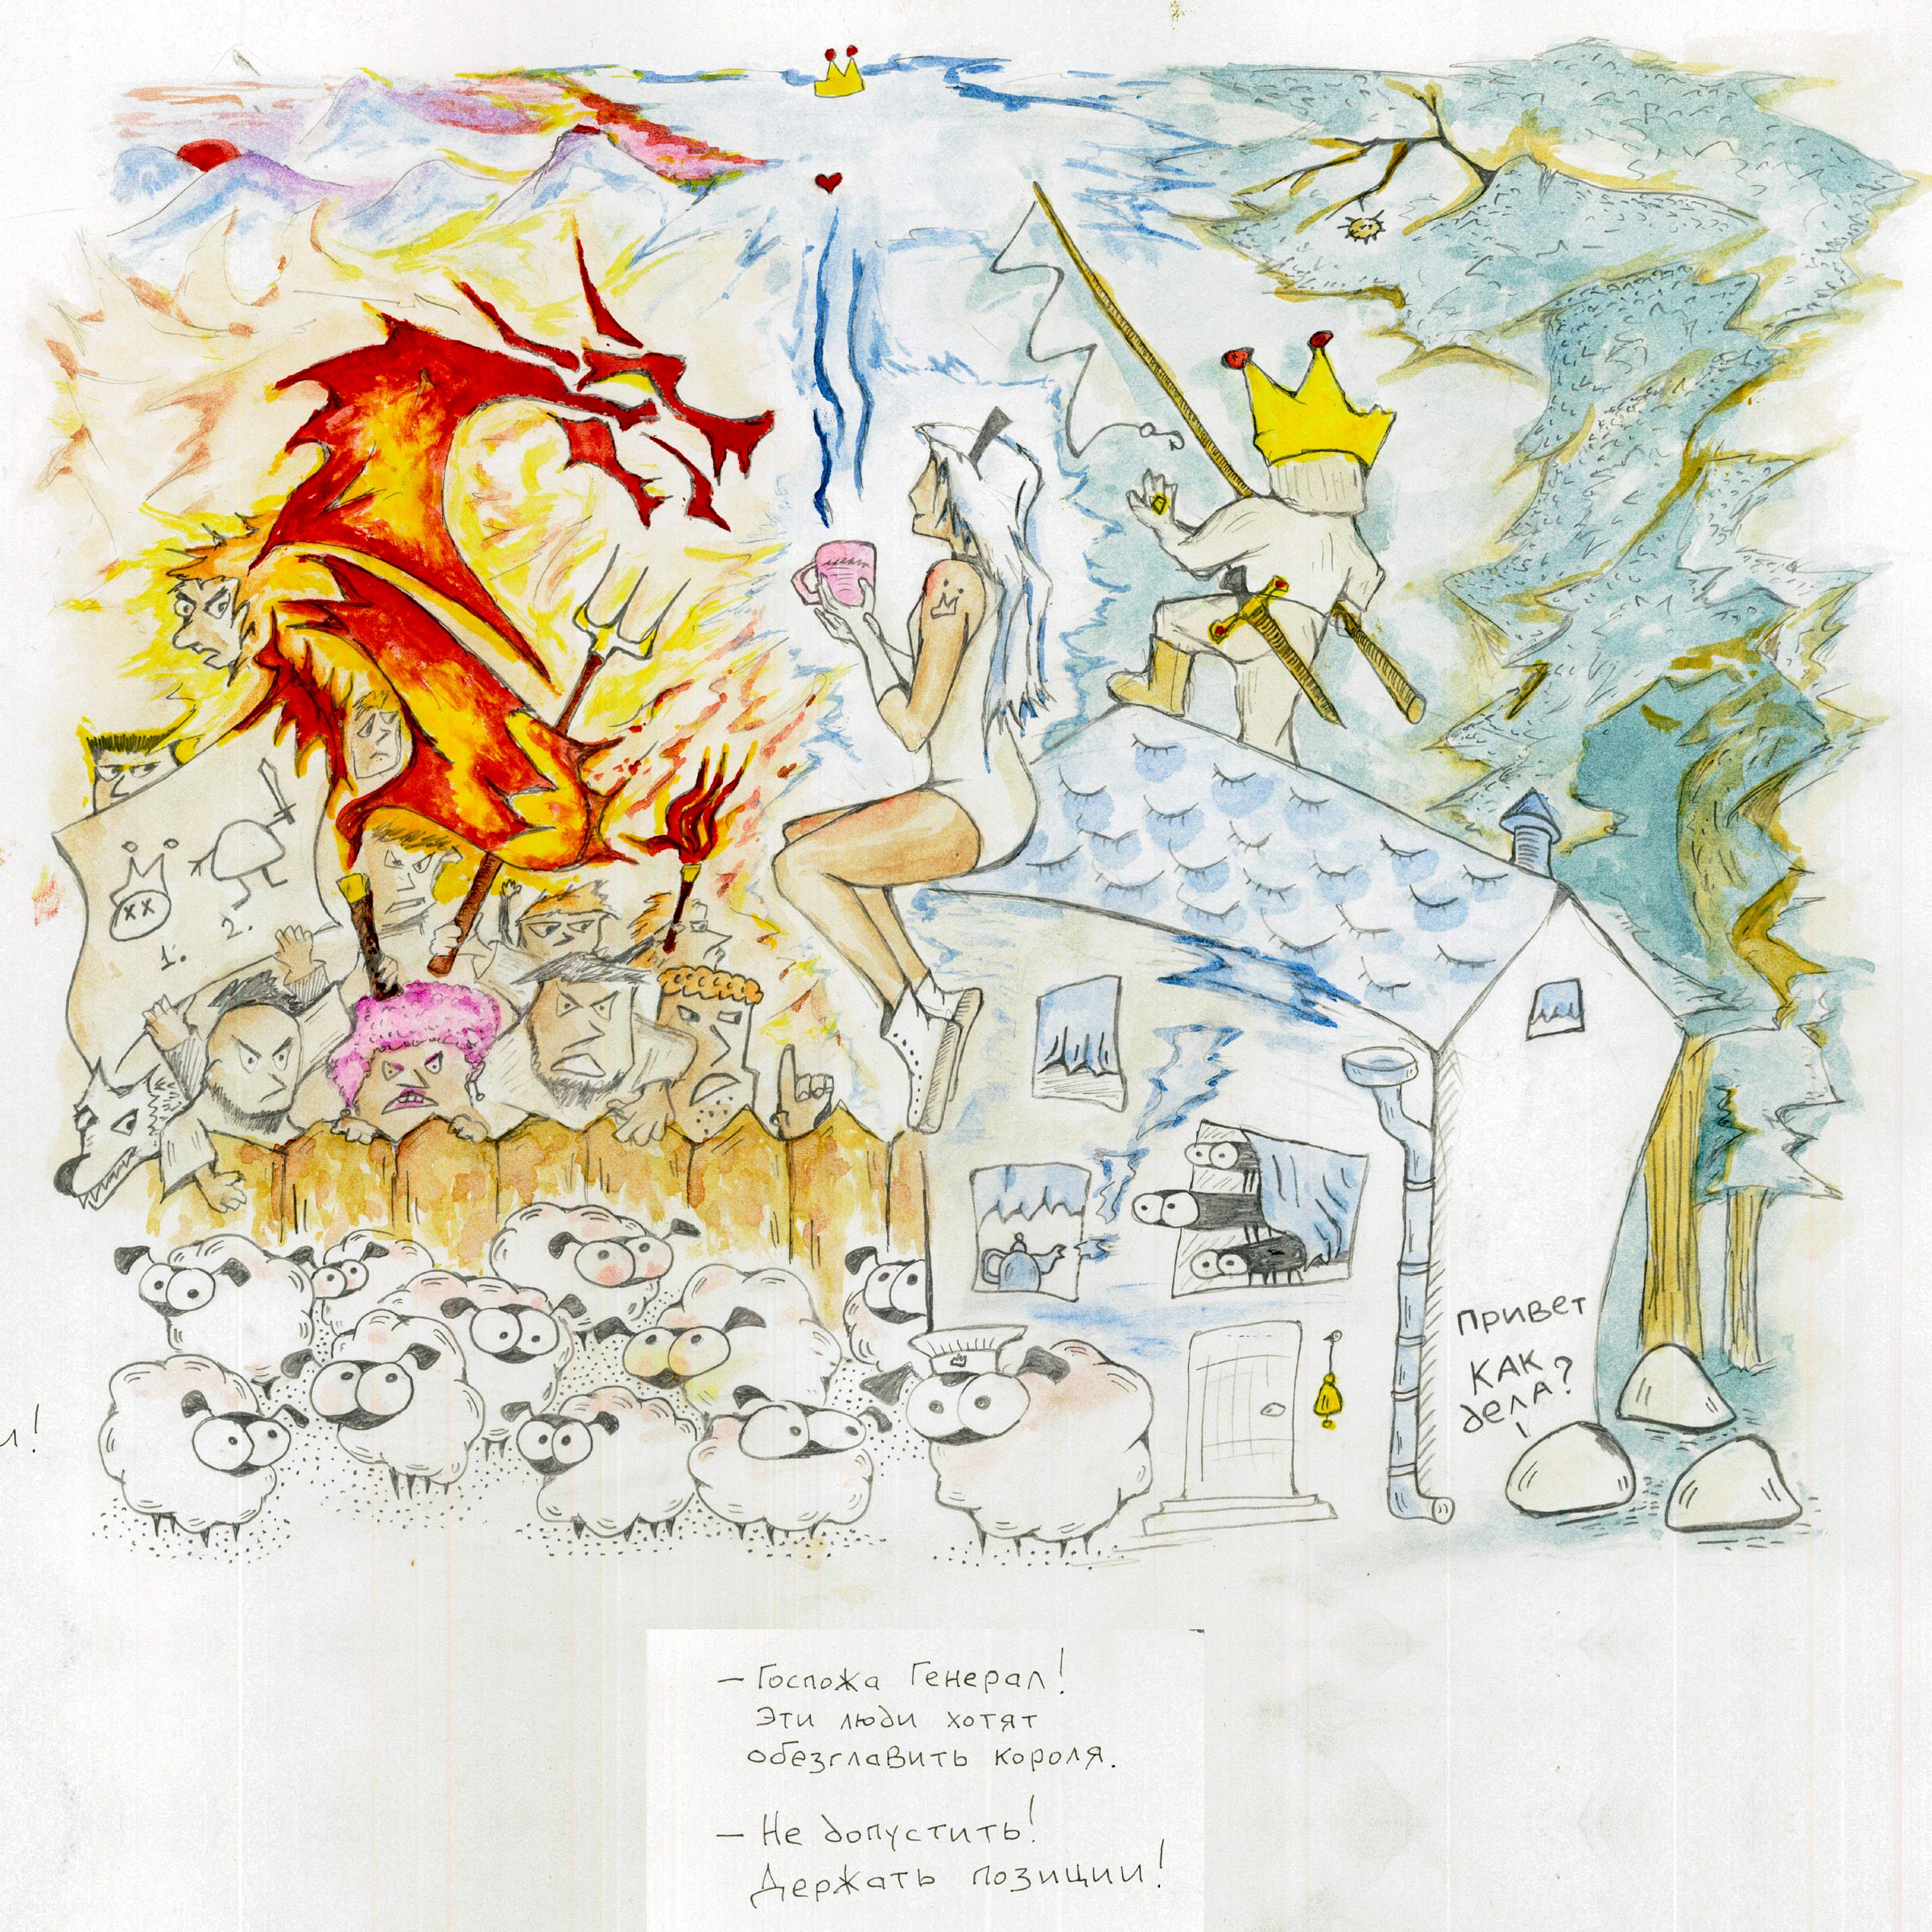 1.
2.
привет
как
дела?
— Госпожа Генерал!
Эти люди хотят
обезглавить короля.
— Не допустить!
Держать позиции!